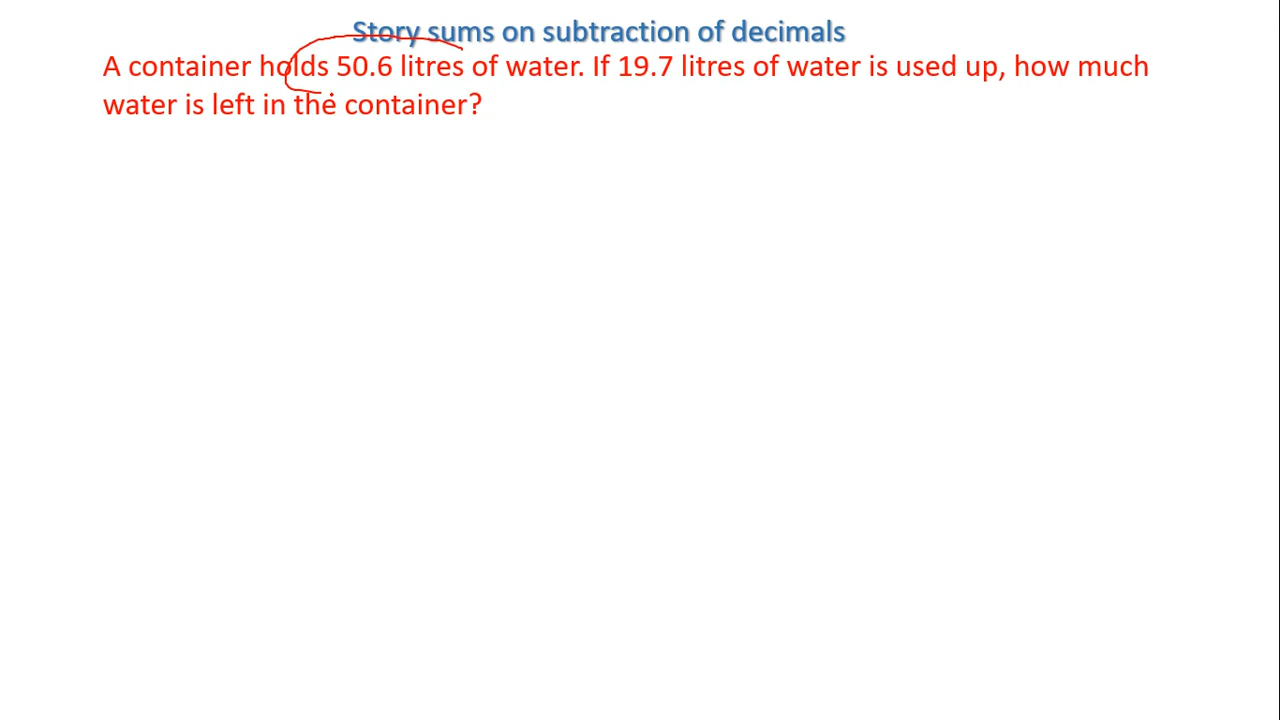 Story sums on subtraction of decimals
A container holds 50.6 litres of water. If 19.7 litres of water is used up, how much
water is left in the container?